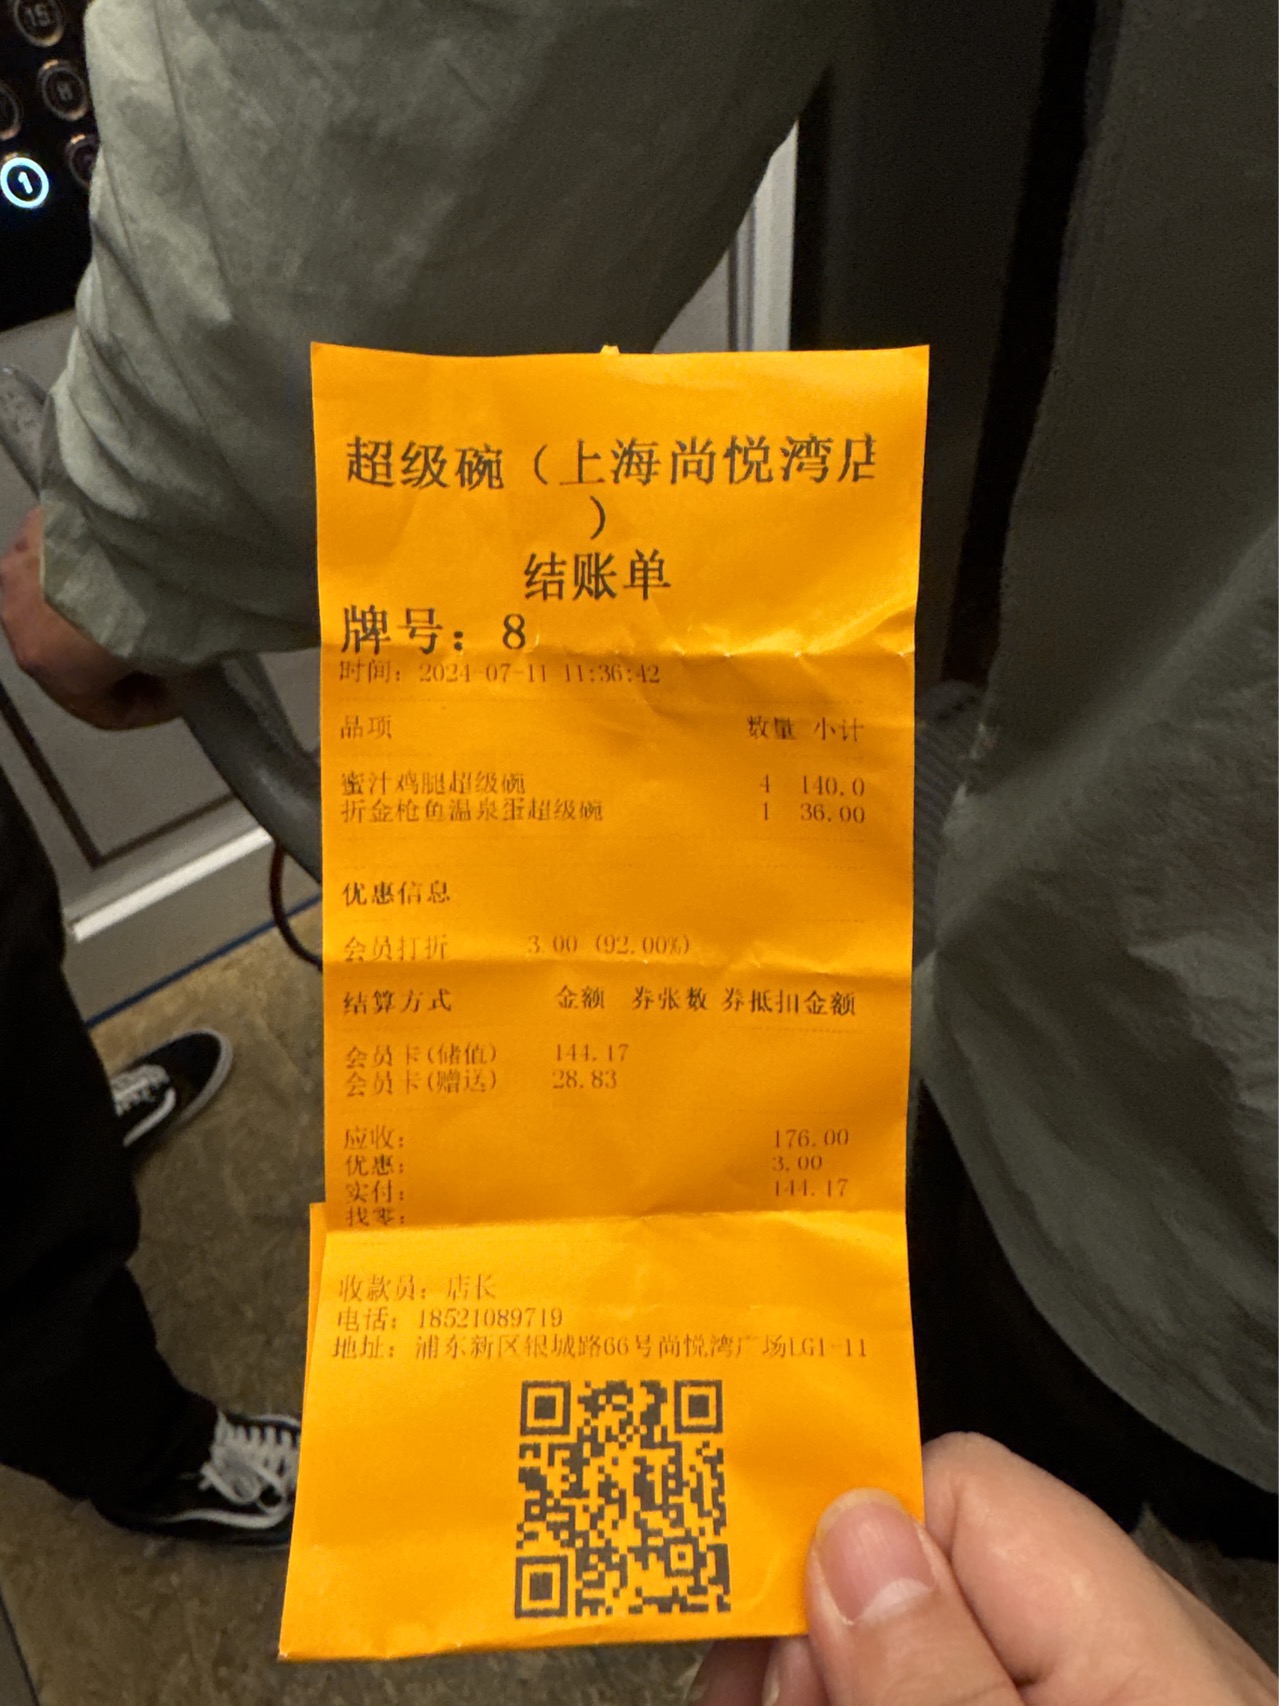 15
8
1
超级碗（上海尚悦湾店
）
结账单
牌号：8
时间：2024-07-11 11:36:42
品项 数量 小计
蜜汁鸡腿超级碗 4 140.0
折金枪鱼温泉蛋超级碗 1 36.00
优惠信息
会员打折 3.00 (92.00%)
结算方式 金额 券张数 券抵扣金额
会员卡(储值) 144.17
会员卡(赠送) 28.83
应收： 176.00
优惠： 3.00
实付： 144.17
找零：
收款员：店长
电话：18521089719
地址：浦东新区银城路66号尚悦湾广场LG1-11